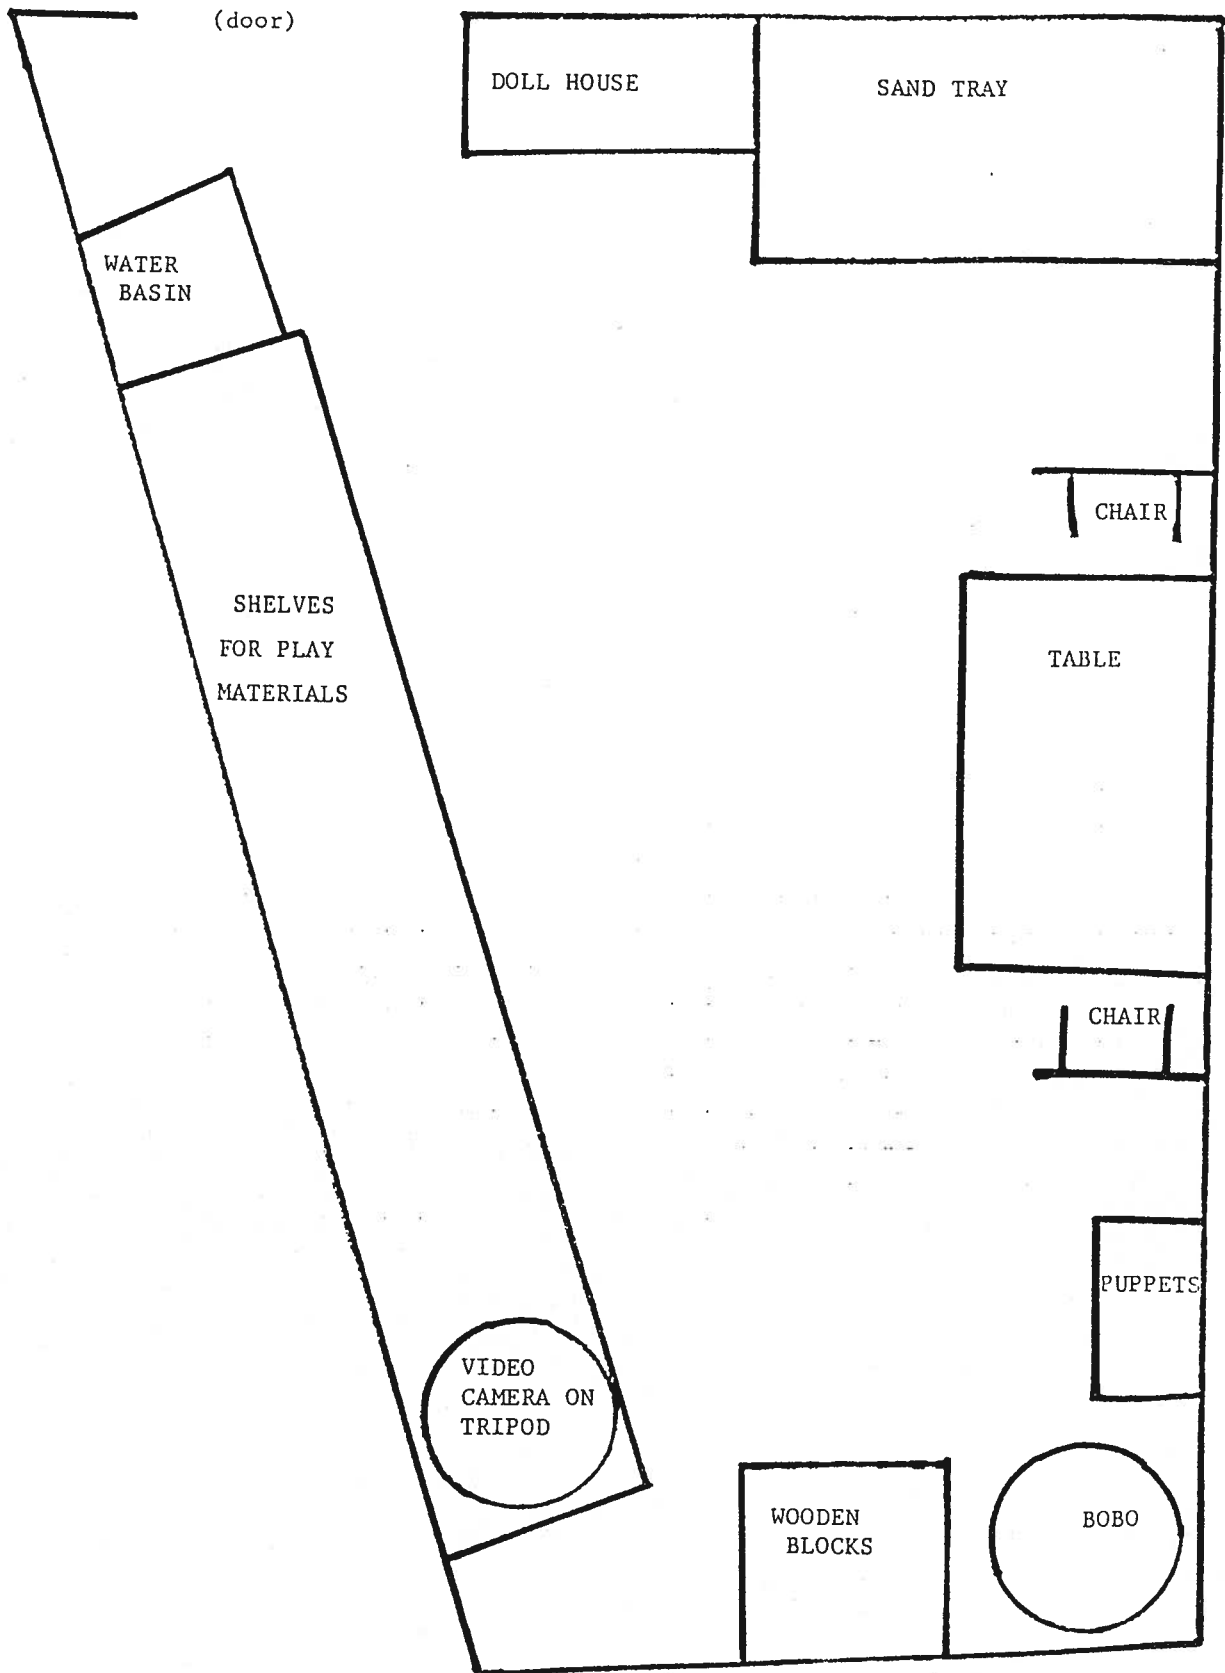 (door)
DOLL HOUSE
SAND TRAY
WATER
BASIN
CHAIR
SHELVES
FOR PLAY
MATERIALS
TABLE
CHAIR
PUPPETS
VIDEO
CAMERA ON
TRIPOD
WOODEN
BLOCKS
BOBO